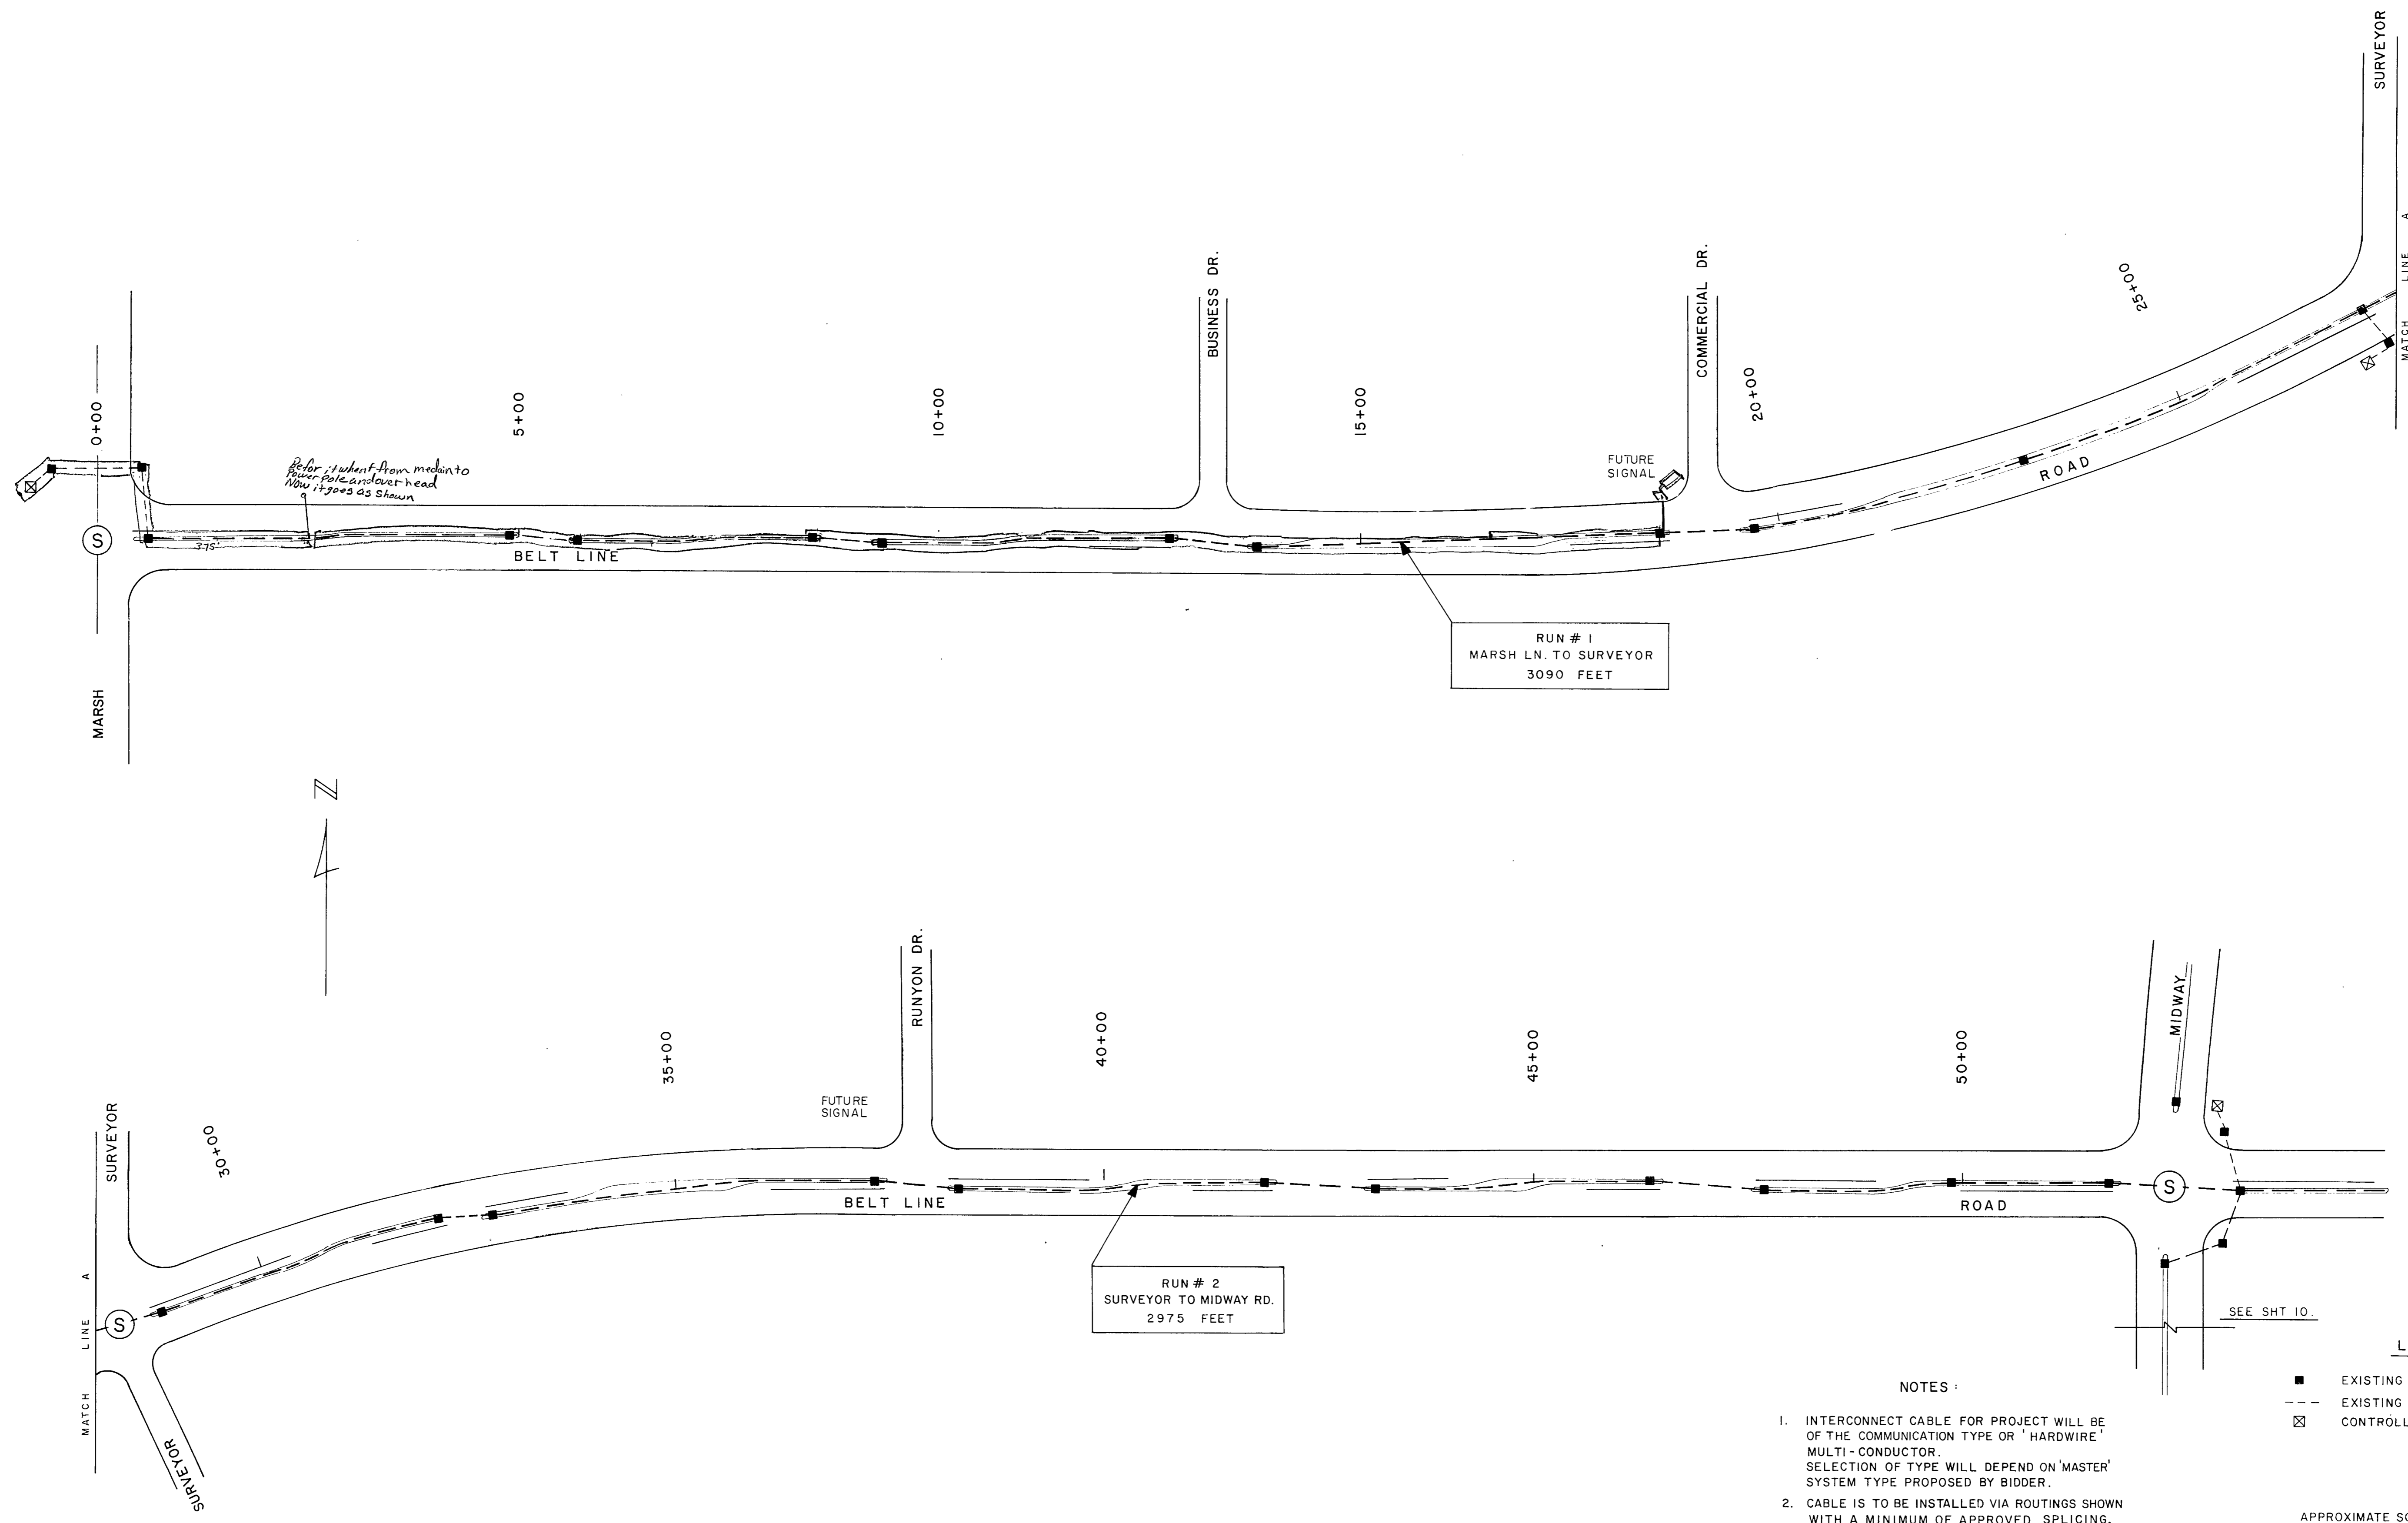 SURVEYOR
MATCH LINE A
BUSINESS DR.
COMMERCIAL DR.
25+00
20+00
15+00
10+00
5+00
0+00
FUTURE
SIGNAL
Befor it whent from medain to
Power Pole and over head
Now it goes as shown
S
375'
BELT LINE
ROAD
RUN # 1
MARSH LN. TO SURVEYOR
3090 FEET
MARSH
N
RUNYON DR.
MIDWAY
SURVEYOR
30+00
35+00
40+00
45+00
50+00
FUTURE
SIGNAL
S
BELT LINE
ROAD
S
MATCH LINE A
SURVEYOR
RUN # 2
SURVEYOR TO MIDWAY RD.
2975 FEET
SEE SHT 10.
L
EXISTING
EXISTING
CONTROLL
NOTES :
1. INTERCONNECT CABLE FOR PROJECT WILL BE
OF THE COMMUNICATION TYPE OR 'HARDWIRE'
MULTI-CONDUCTOR.
SELECTION OF TYPE WILL DEPEND ON 'MASTER'
SYSTEM TYPE PROPOSED BY BIDDER.
2. CABLE IS TO BE INSTALLED VIA ROUTINGS SHOWN
WITH A MINIMUM OF APPROVED SPLICING.
APPROXIMATE SC